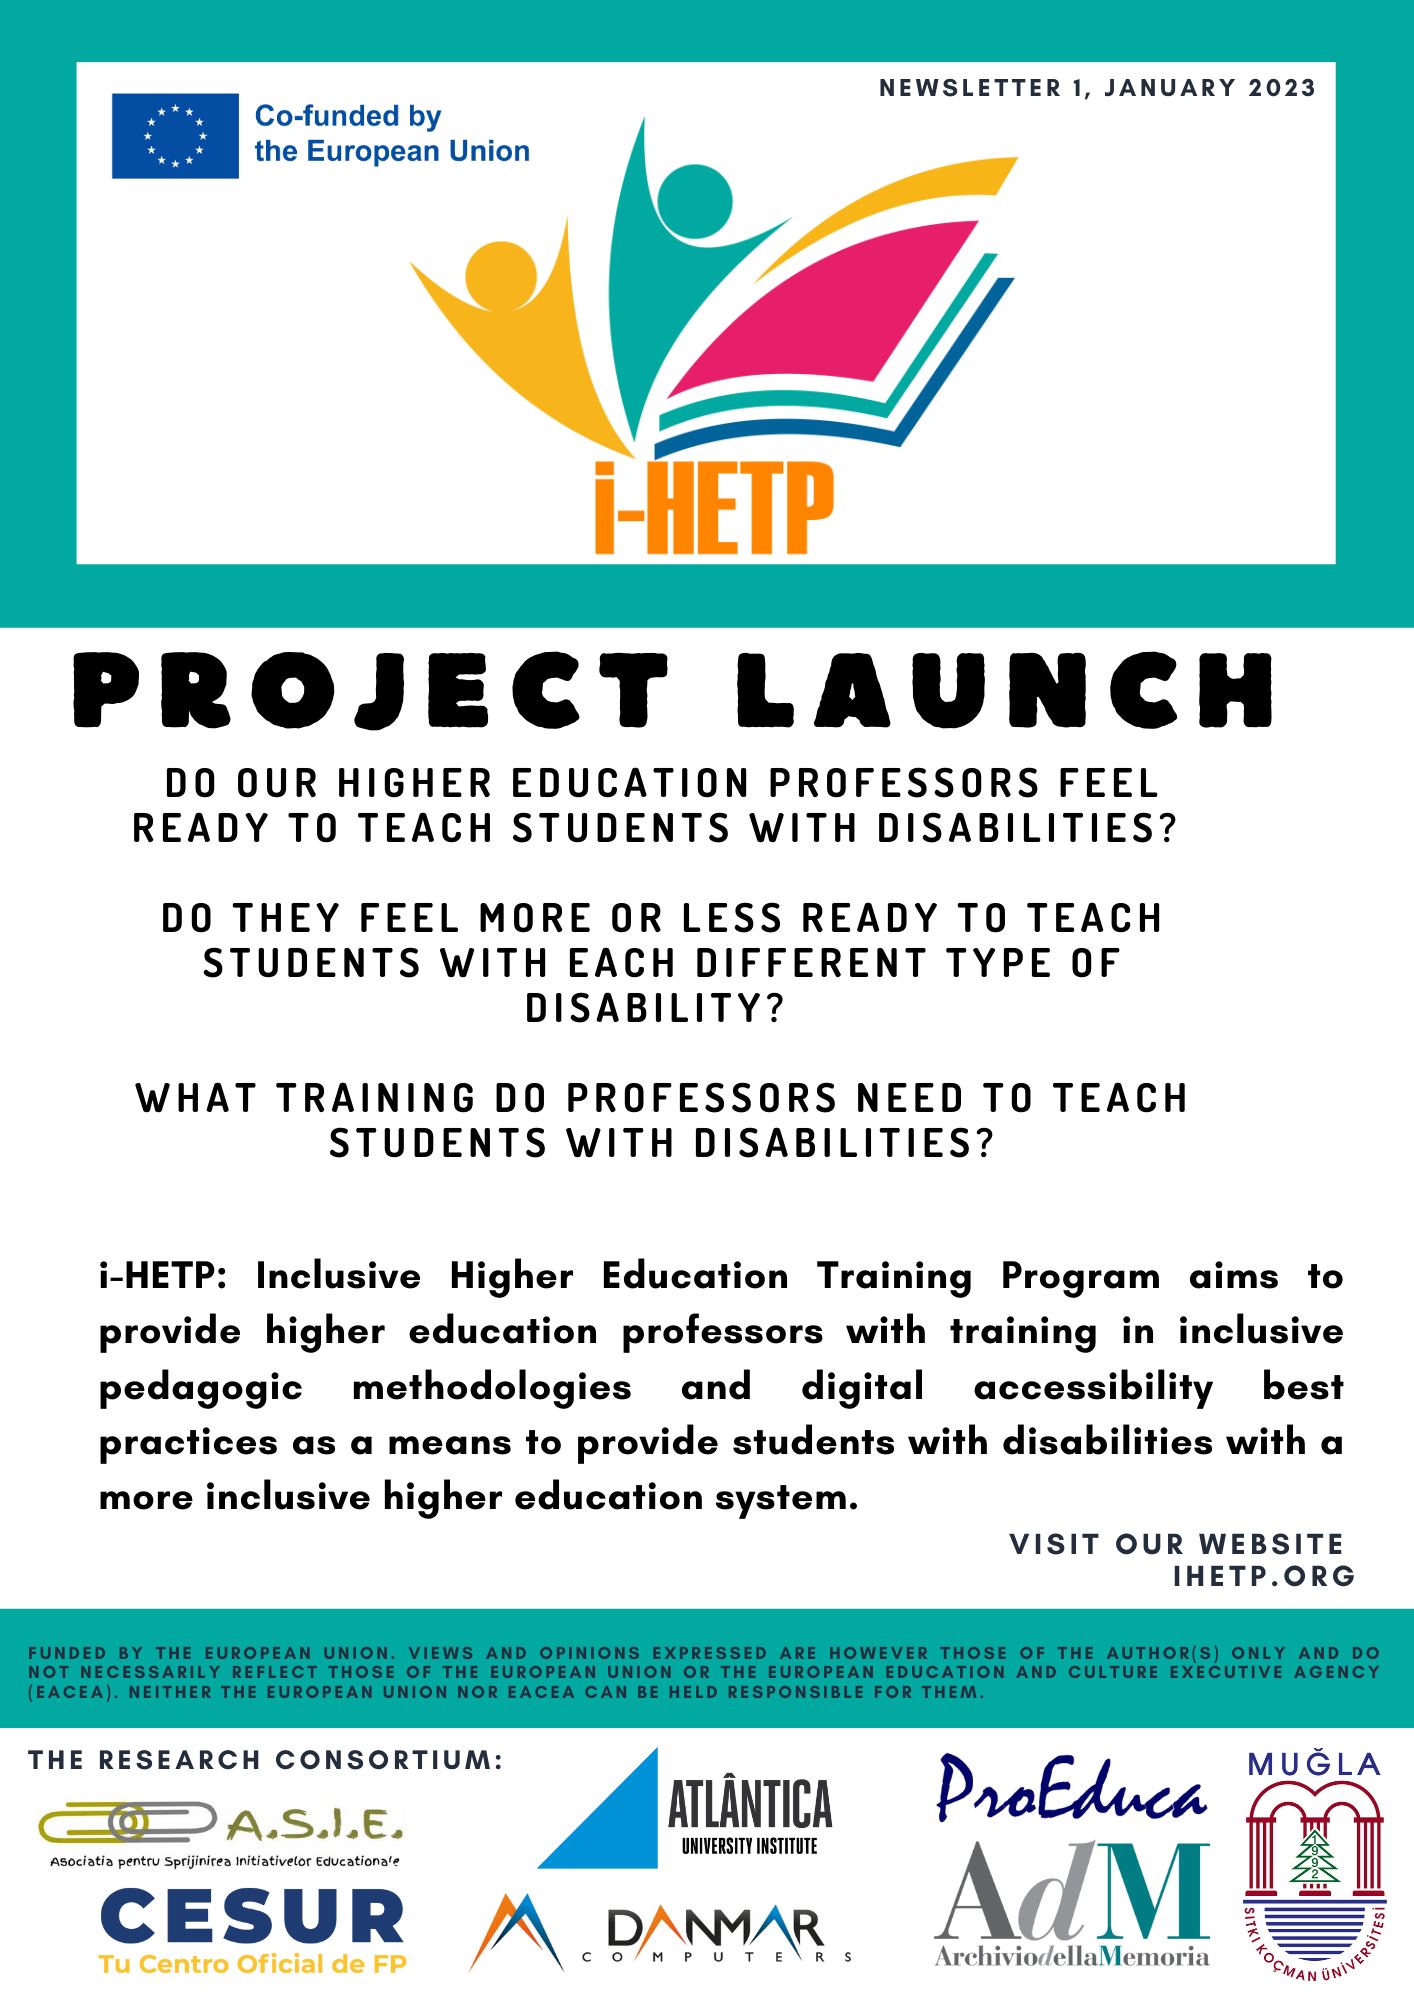 NEWSLETTER 1, JANUARY 2023
Co-funded by
the European Union
i-HETP
PROJECT LAUNCH
DO OUR HIGHER EDUCATION PROFESSORS FEEL
READY TO TEACH STUDENTS WITH DISABILITIES?
DO THEY FEEL MORE OR LESS READY TO TEACH
STUDENTS WITH EACH DIFFERENT TYPE OF
DISABILITY?
WHAT TRAINING DO PROFESSORS NEED TO TEACH
STUDENTS WITH DISABILITIES?
i-HETP: Inclusive Higher Education Training Program aims to
provide higher education professors with training in inclusive
pedagogic methodologies and digital accessibility best
practices as a means to provide students with disabilities with a
more inclusive higher education system.
VISIT OUR WEBSITE
IHETP.ORG
FUNDED BY THE EUROPEAN UNION. VIEWS AND OPINIONS EXPRESSED ARE HOWEVER THOSE OF THE AUTHOR(S) ONLY AND DO
NOT NECESSARILY REFLECT THOSE OF THE EUROPEAN UNION OR THE EUROPEAN EDUCATION AND CULTURE EXECUTIVE AGENCY
(EACEA). NEITHER THE EUROPEAN UNION NOR EACEA CAN BE HELD RESPONSIBLE FOR THEM.
THE RESEARCH CONSORTIUM:
A.S.I.E.
Asociatia pentru Sprijinirea Initiativelor Educationale
CESUR
Tu Centro Oficial de FP
ATLÂNTICA
UNIVERSITY INSTITUTE
DANMAR
COMPUTERS
ProEduca
AdM
ArchiviodellaMemoria
MUĞLA
1992
SITKI KOÇMAN ÜNİVERSİTESİ